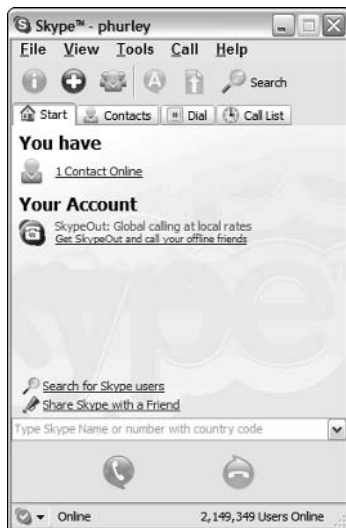 Skype™ - phurley
File View Tools Call Help
Search
Start Contacts Dial Call List
You have
1 Contact Online
Your Account
SkypeOut: Global calling at local rates
Get SkypeOut and call your offline friends
Search for Skype users
Share Skype with a Friend
Type Skype Name or number with country code
Online 2,149,349 Users Online